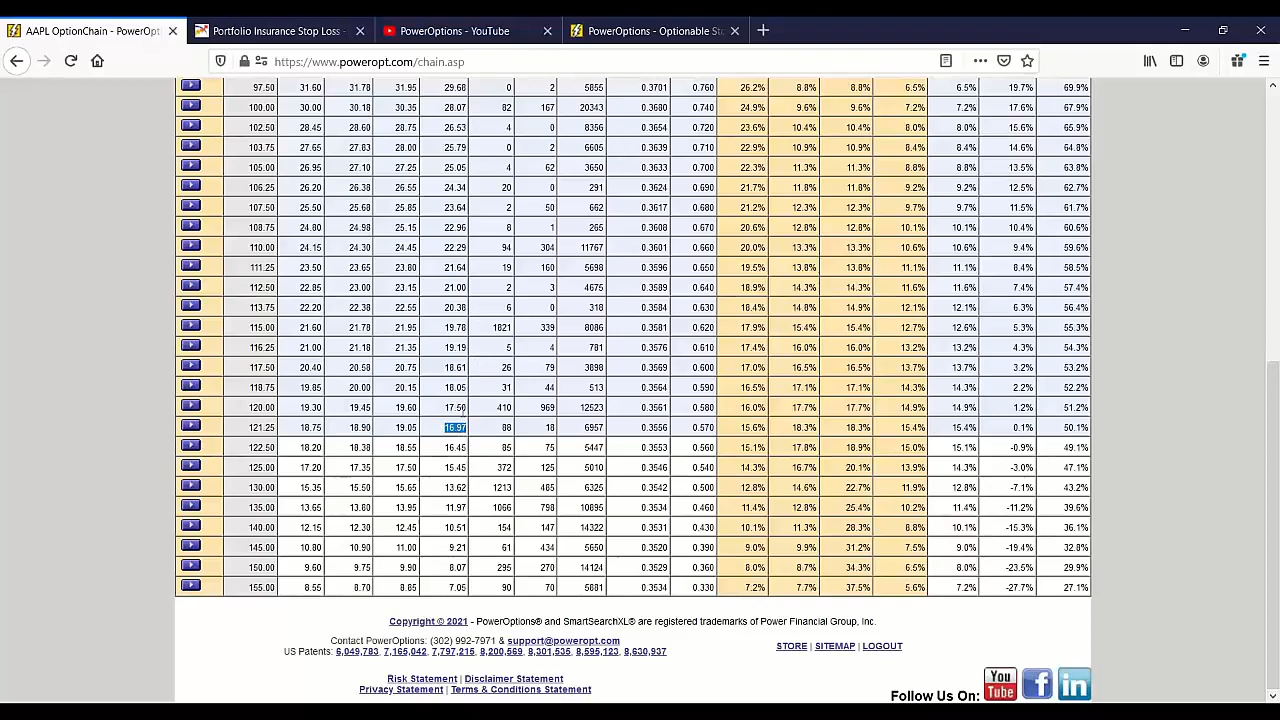 AAPL OptionChain - PowerOpt
Portfolio Insurance Stop Loss -
PowerOptions - YouTube
PowerOptions - Optionable Sto
https://www.poweropt.com/chain.asp
97.50 31.60 31.78 31.95 29.68 0 2 5855 0.3701 0.760 26.2% 8.8% 8.8% 6.5% 6.5% 19.7% 69.9%
100.00 30.00 30.18 30.35 28.07 82 167 20343 0.3680 0.740 24.9% 9.6% 9.6% 7.2% 7.2% 17.6% 67.9%
102.50 28.45 28.60 28.75 26.53 4 0 8356 0.3654 0.720 23.6% 10.4% 10.4% 8.0% 8.0% 15.6% 65.9%
103.75 27.65 27.83 28.00 25.79 0 2 6605 0.3639 0.710 22.9% 10.9% 10.9% 8.4% 8.4% 14.6% 64.8%
105.00 26.95 27.10 27.25 25.05 4 62 3650 0.3633 0.700 22.3% 11.3% 11.3% 8.8% 8.8% 13.5% 63.8%
106.25 26.20 26.38 26.55 24.34 20 0 291 0.3624 0.690 21.7% 11.8% 11.8% 9.2% 9.2% 12.5% 62.7%
107.50 25.50 25.68 25.85 23.64 2 50 662 0.3617 0.680 21.2% 12.3% 12.3% 9.7% 9.7% 11.5% 61.7%
108.75 24.80 24.98 25.15 22.96 8 1 265 0.3608 0.670 20.6% 12.8% 12.8% 10.1% 10.1% 10.4% 60.6%
110.00 24.15 24.30 24.45 22.29 94 304 11767 0.3601 0.660 20.0% 13.3% 13.3% 10.6% 10.6% 9.4% 59.6%
111.25 23.50 23.65 23.80 21.64 19 160 5698 0.3596 0.650 19.5% 13.8% 13.8% 11.1% 11.1% 8.4% 58.5%
112.50 22.85 23.00 23.15 21.00 2 3 4675 0.3589 0.640 18.9% 14.3% 14.3% 11.6% 11.6% 7.4% 57.4%
113.75 22.20 22.38 22.55 20.38 6 0 318 0.3584 0.630 18.4% 14.8% 14.9% 12.1% 12.1% 6.3% 56.4%
115.00 21.60 21.78 21.95 19.78 1821 339 8086 0.3581 0.620 17.9% 15.4% 15.4% 12.7% 12.6% 5.3% 55.3%
116.25 21.00 21.18 21.35 19.19 5 4 781 0.3576 0.610 17.4% 16.0% 16.0% 13.2% 13.2% 4.3% 54.3%
117.50 20.40 20.58 20.75 18.61 26 79 3898 0.3568 0.600 17.0% 16.5% 16.5% 13.7% 13.7% 3.2% 53.2%
118.75 19.85 20.00 20.15 18.05 31 44 513 0.3564 0.590 16.5% 17.1% 17.1% 14.3% 14.3% 2.2% 52.2%
120.00 19.30 19.45 19.60 17.50 410 969 12523 0.3561 0.580 16.0% 17.7% 17.7% 14.9% 14.9% 1.2% 51.2%
121.25 18.75 18.90 19.05 16.97 88 18 6957 0.3556 0.570 15.6% 18.3% 18.3% 15.4% 15.4% 0.1% 50.1%
122.50 18.20 18.38 18.55 16.45 85 75 5447 0.3553 0.560 15.1% 17.8% 18.9% 15.0% 15.1% -0.9% 49.1%
125.00 17.20 17.35 17.50 15.45 372 125 5010 0.3546 0.540 14.3% 16.7% 20.1% 13.9% 14.3% -3.0% 47.1%
130.00 15.35 15.50 15.65 13.62 1213 485 6325 0.3542 0.500 12.8% 14.6% 22.7% 11.9% 12.8% -7.1% 43.2%
135.00 13.65 13.80 13.95 11.97 1066 798 10895 0.3534 0.460 11.4% 12.8% 25.4% 10.2% 11.4% -11.2% 39.6%
140.00 12.15 12.30 12.45 10.51 154 147 14322 0.3531 0.430 10.1% 11.3% 28.3% 8.8% 10.1% -15.3% 36.1%
145.00 10.80 10.90 11.00 9.21 61 434 5650 0.3520 0.390 9.0% 9.9% 31.2% 7.5% 9.0% -19.4% 32.8%
150.00 9.60 9.75 9.90 8.07 295 270 14124 0.3529 0.360 8.0% 8.7% 34.3% 6.5% 8.0% -23.5% 29.9%
155.00 8.55 8.70 8.85 7.05 90 70 5881 0.3534 0.330 7.2% 7.7% 37.5% 5.6% 7.2% -27.7% 27.1%
Copyright © 2021 - PowerOptions® and SmartSearchXL® are registered trademarks of Power Financial Group, Inc.
Contact PowerOptions: (302) 992-7971 & support@poweropt.com
US Patents: 6,049,783, 7,165,042, 7,797,215, 8,200,569, 8,301,535, 8,595,123, 8,630,937
STORE | SITEMAP | LOGOUT
Risk Statement | Disclaimer Statement
Privacy Statement | Terms & Conditions Statement
Follow Us On:
You
Tube
f
in